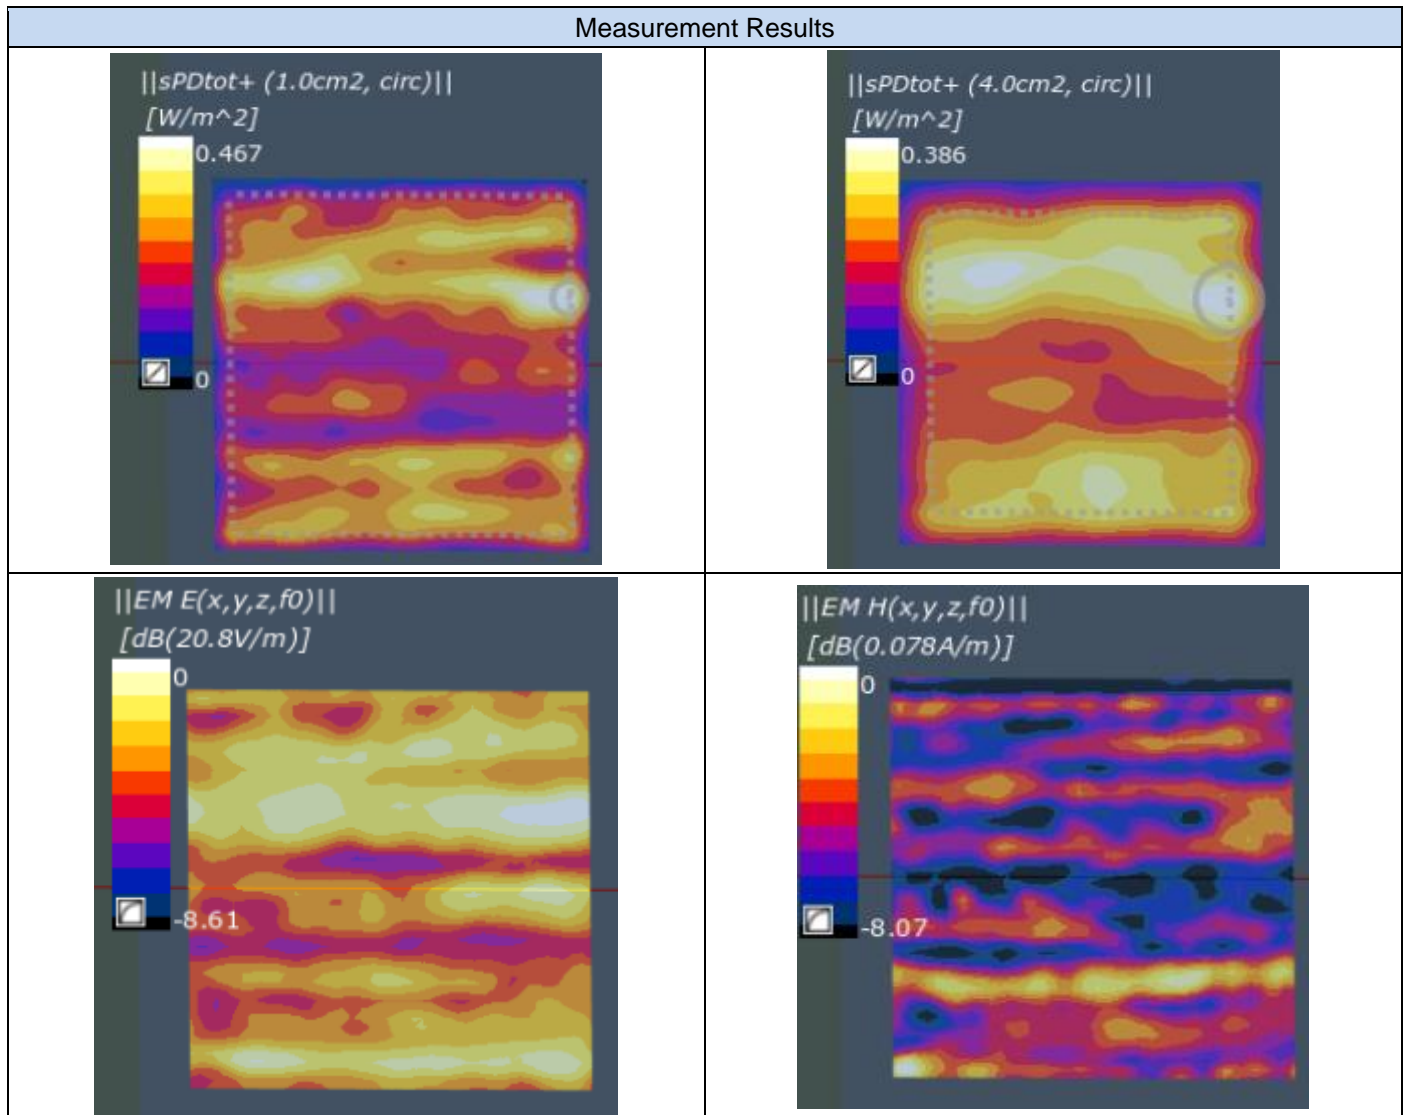 Measurement Results
||sPDtot+ (1.0cm2, circ)||
[W/m^2]
0.467
0
||sPDtot+ (4.0cm2, circ)||
[W/m^2]
0.386
0
||EM E(x,y,z,f0)||
[dB(20.8V/m)]
0
-8.61
||EM H(x,y,z,f0)||
[dB(0.078A/m)]
0
-8.07